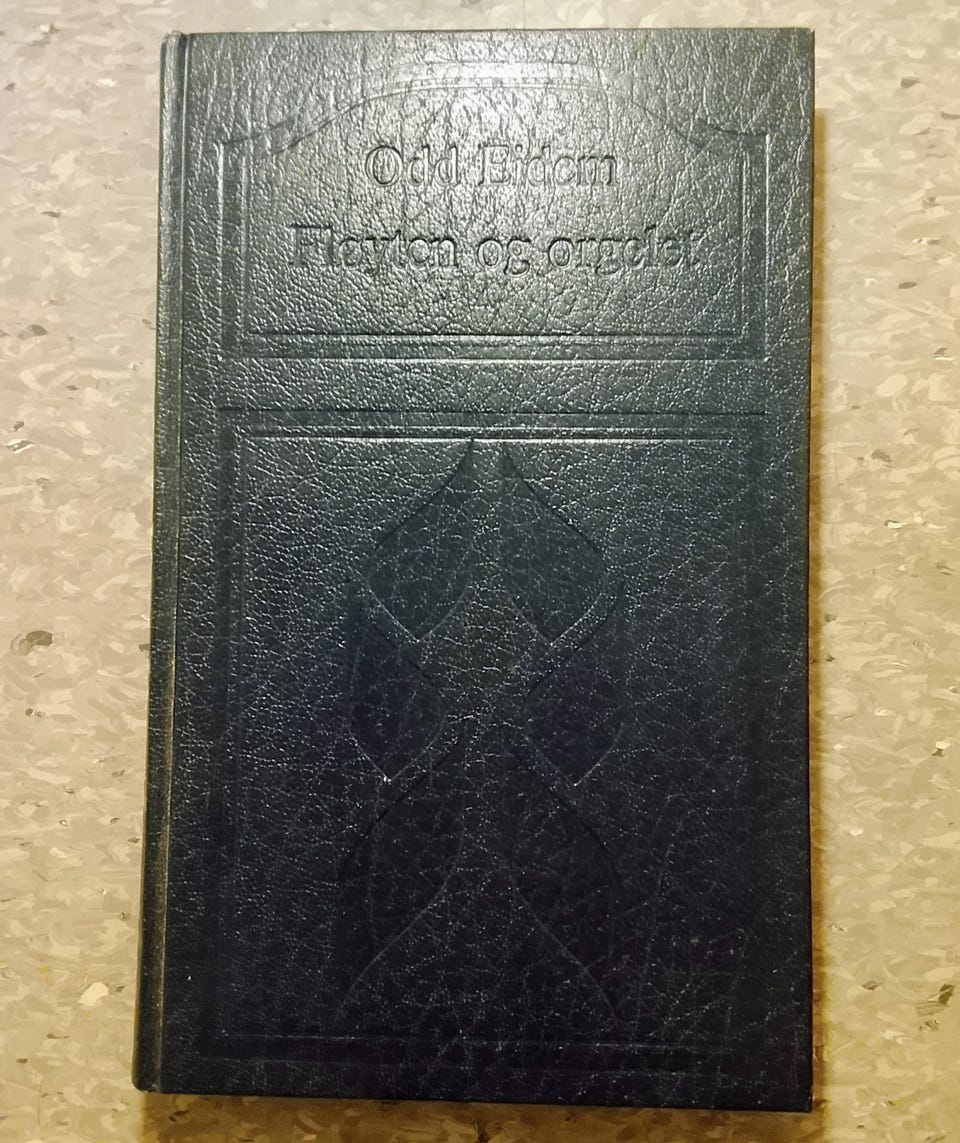 Odd Eidem
Fløyten og orgelet